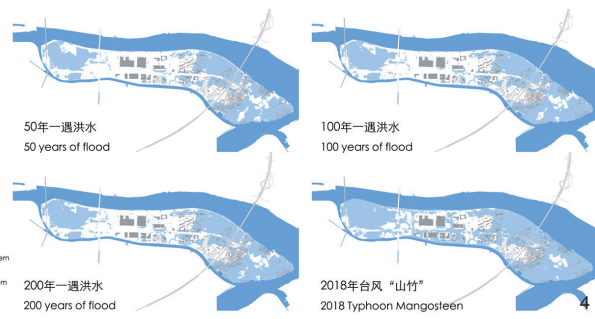 50年一遇洪水
50 years of flood
100年一遇洪水
100 years of flood
200年一遇洪水
200 years of flood
2018年台风“山竹”
2018 Typhoon Mangosteen
4